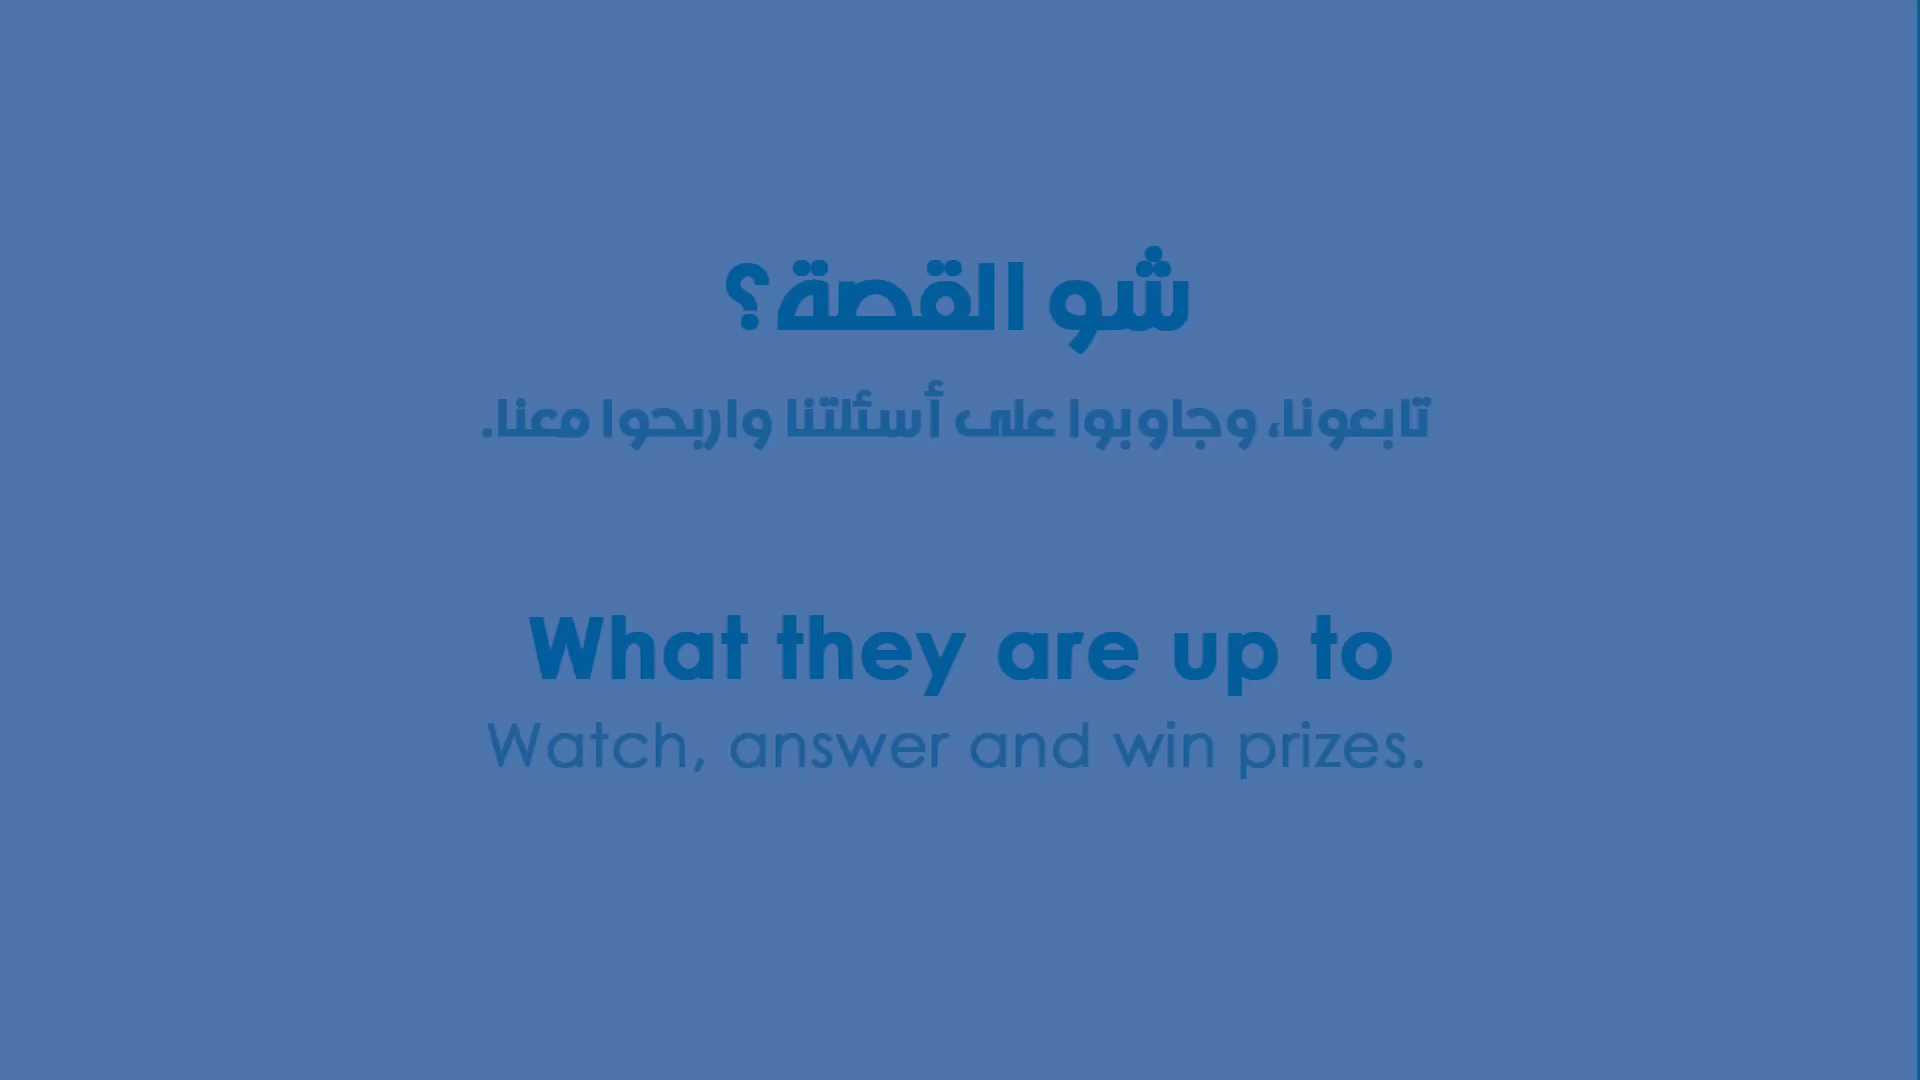 شو القصة؟
تابعونا، وجاوبوا على أسئلتنا واربحوا معنا.
What they are up to
Watch, answer and win prizes.